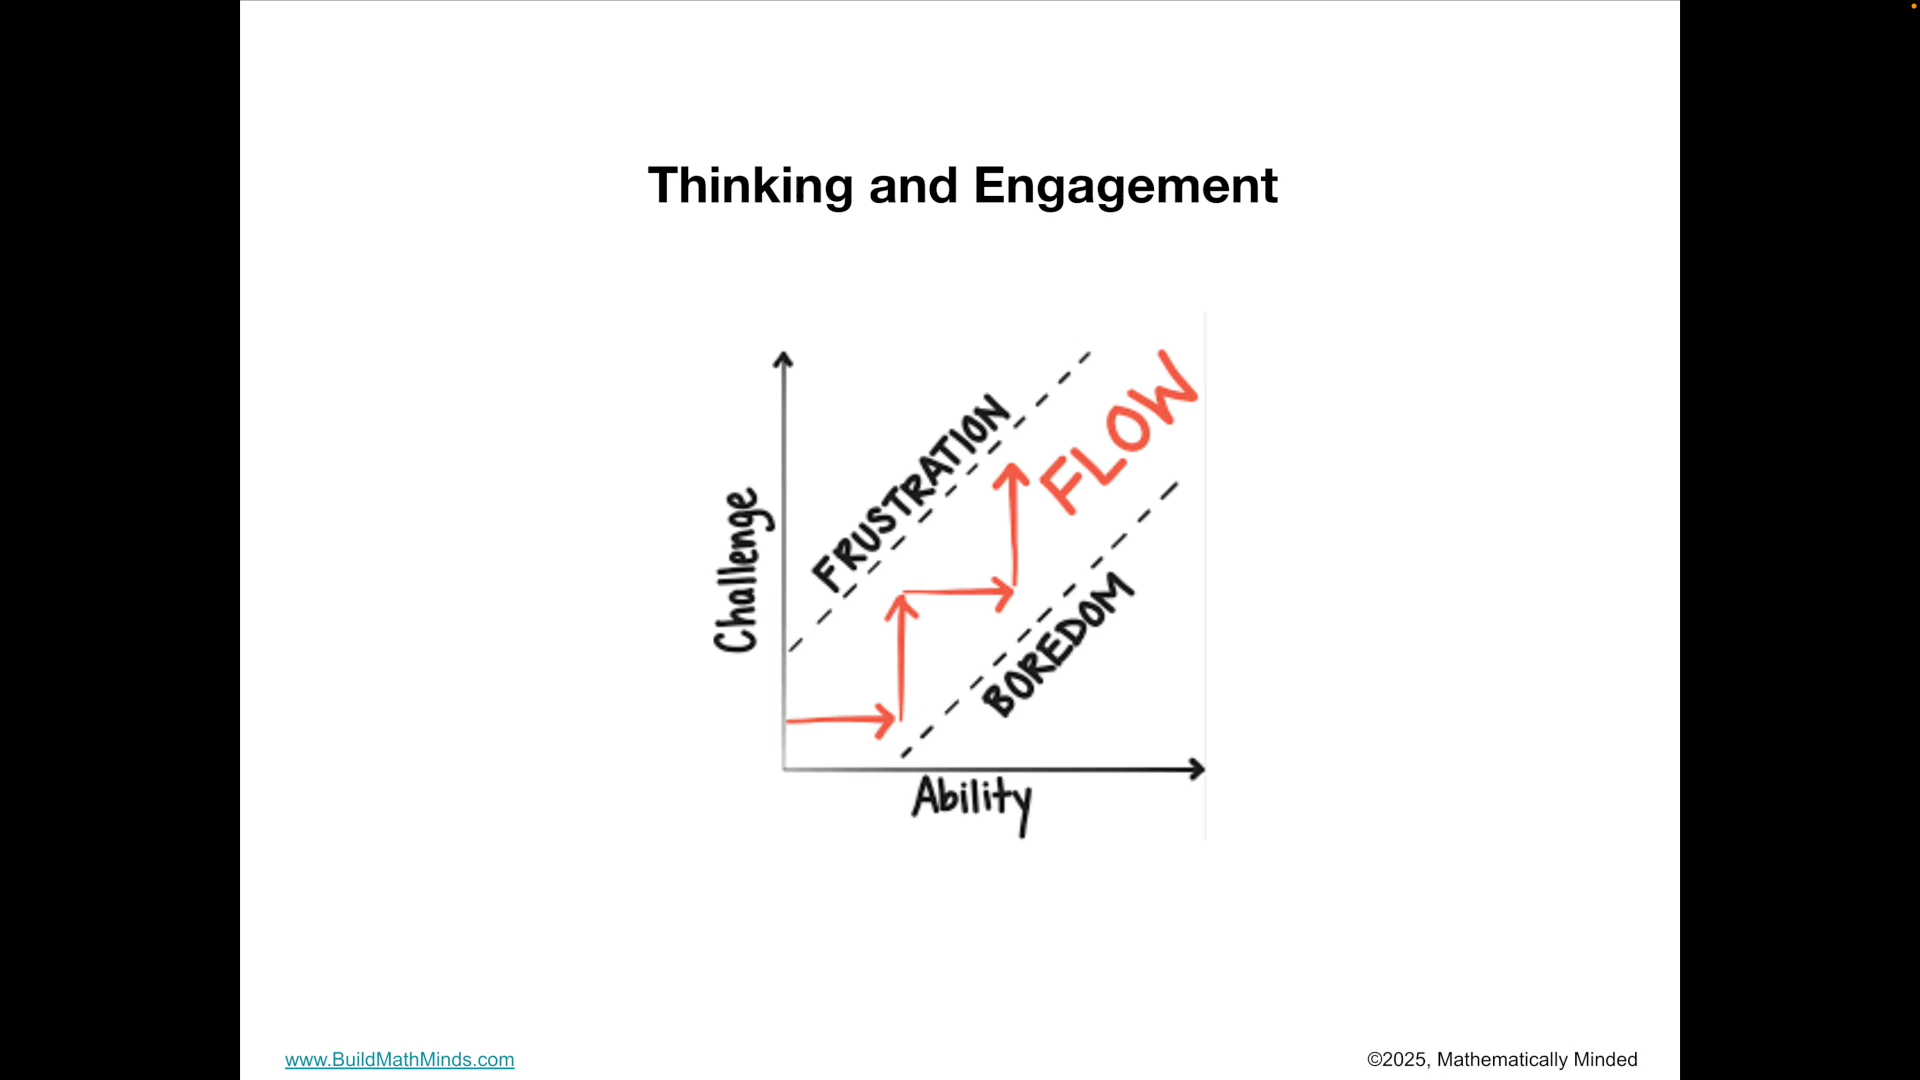 Thinking and Engagement
FRUSTRATION
FLOW
Challenge
BOREDOM
Ability
www.BuildMathMinds.com
©2025, Mathematically Minded